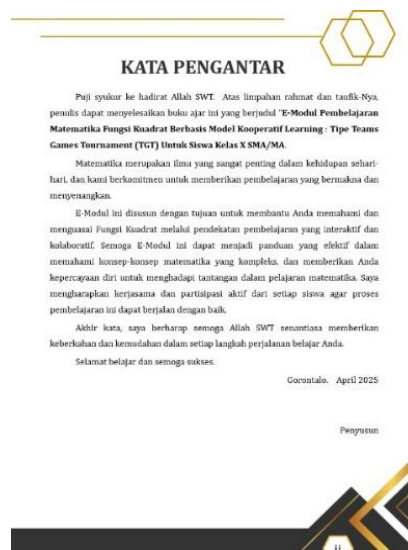 KATA PENGANTAR
Puji syukur ke hadirat Allah SWT. Atas limpahan rahmat dan taufik-Nya,
penulis dapat menyelesaikan buku ajar ini yang berjudul "E-Modul Pembelajaran
Matematika Fungsi Kuadrat Berbasis Model Kooperatif Learning : Tipe Teams
Games Tournament (TGT) Untuk Siswa Kelas X SMA/MA.
Matematika merupakan ilmu yang sangat penting dalam kehidupan sehari-
hari, dan kami berkomitmen untuk memberikan pembelajaran yang bermakna dan
menyenangkan.
E-Modul ini disusun dengan tujuan untuk membantu Anda memahami dan
menguasai Fungsi Kuadrat melalui pendekatan pembelajaran yang interaktif dan
kolaboratif. Semoga E-Modul ini dapat menjadi panduan yang efektif dalam
memahami konsep-konsep matematika yang kompleks, dan memberikan Anda
kepercayaan diri untuk menghadapi tantangan dalam pelajaran matematika. Saya
mengharapkan kerjasama dan partisipasi aktif dari setiap siswa agar proses
pembelajaran ini dapat berjalan dengan baik.
Akhir kata, saya berharap semoga Allah SWT senantiasa memberikan
keberkahan dan kemudahan dalam setiap langkah perjalanan belajar Anda.
Selamat belajar dan semoga sukses.
Gorontalo. April 2025
Penyusun
ii